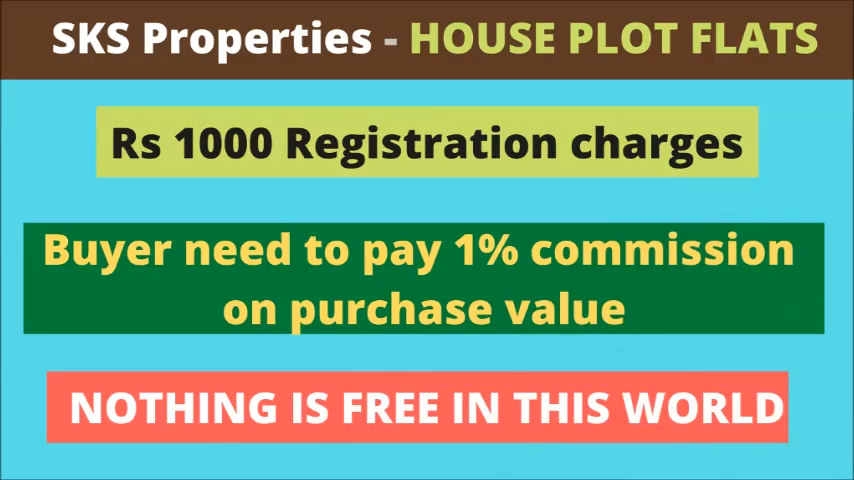 SKS Properties - HOUSE PLOT FLATS
Rs 1000 Registration charges
Buyer need to pay 1% commission
on purchase value
NOTHING IS FREE IN THIS WORLD